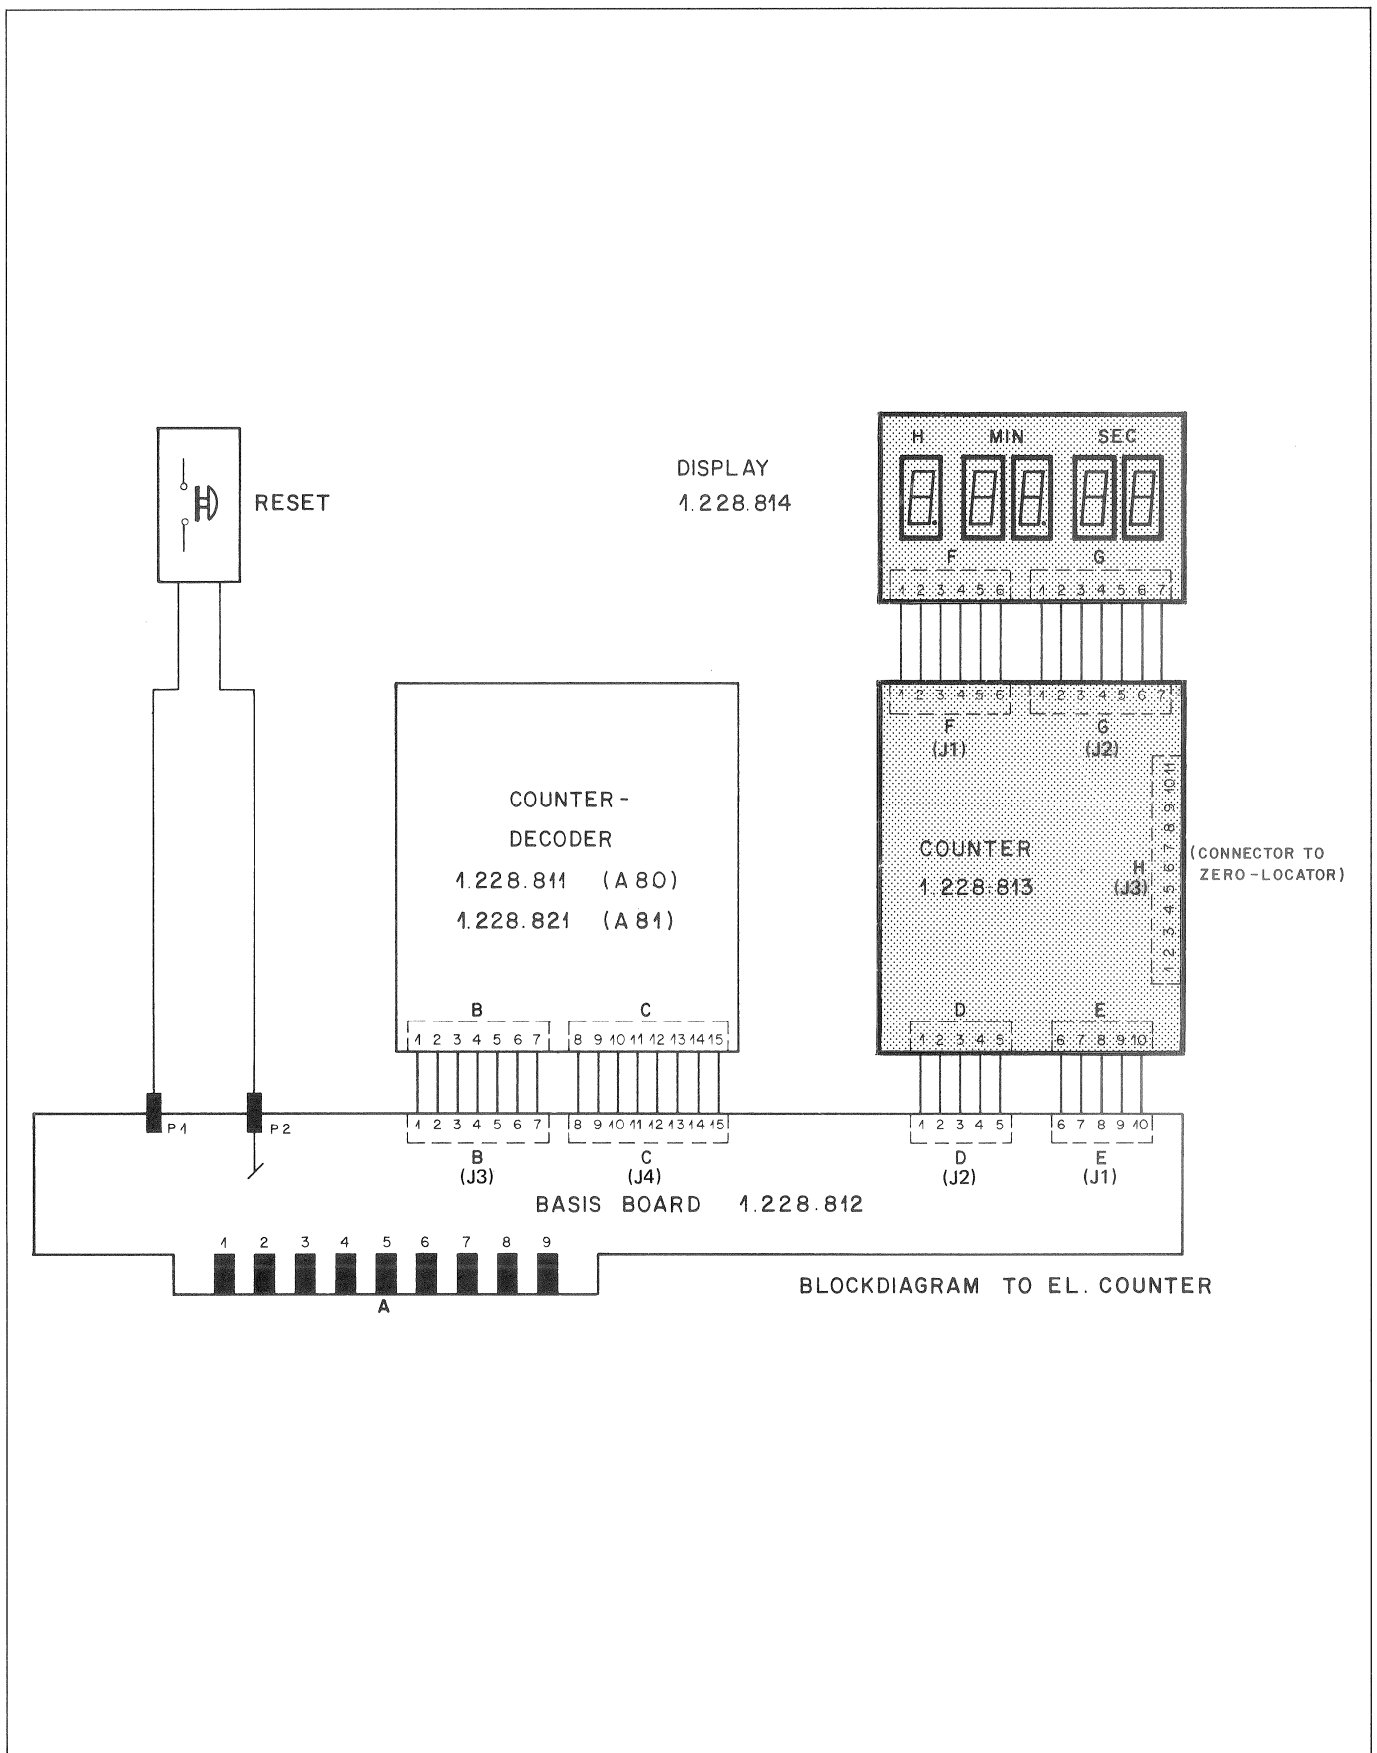 H MIN SEC
DISPLAY
1.228.814
RESET
F G
1 2 3 4 5 6 1 2 3 4 5 6 7
1 2 3 4 5 6 1 2 3 4 5 6 7
F G
(J1) (J2)
COUNTER-
DECODER
1.228.811 (A80)
1.228.821 (A81)
COUNTER
1.228.813
H
(J3)
1 2 3 4 5 6 7 8 9 10 11
(CONNECTOR TO
ZERO-LOCATOR)
B C D E
1 2 3 4 5 6 7 8 9 10 11 12 13 14 15 1 2 3 4 5 6 7 8 9 10
P1 P2 1 2 3 4 5 6 7 8 9 10 11 12 13 14 15 1 2 3 4 5 6 7 8 9 10
B C D E
(J3) (J4) (J2) (J1)
BASIS BOARD 1.228.812
1 2 3 4 5 6 7 8 9
A
BLOCKDIAGRAM TO EL. COUNTER